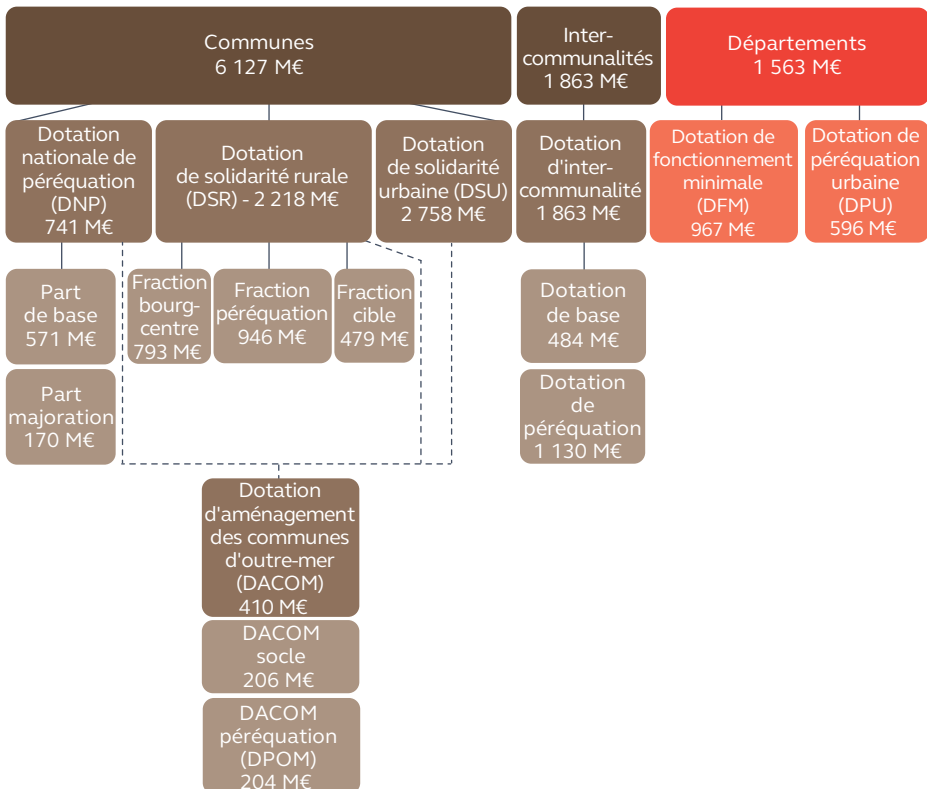 Communes
6 127 M€
Inter-
communalités
1 863 M€
Départements
1 563 M€
Dotation
nationale de
péréquation
(DNP)
741 M€
Dotation
de solidarité rurale
(DSR) - 2 218 M€
Dotation
de solidarité
urbaine (DSU)
2 758 M€
Dotation
d'inter-
communalité
1 863 M€
Dotation de
fonctionnement
minimale
(DFM)
967 M€
Dotation de
péréquation
urbaine
(DPU)
596 M€
Part
de base
571 M€
Fraction
bourg-
centre
793 M€
Fraction
péréquation
946 M€
Fraction
cible
479 M€
Dotation
de base
484 M€
Part
majoration
170 M€
Dotation
de
péréquation
1 130 M€
Dotation
d'aménagement
des communes
d'outre-mer
(DACOM)
410 M€
DACOM
socle
206 M€
DACOM
péréquation
(DPOM)
204 M€